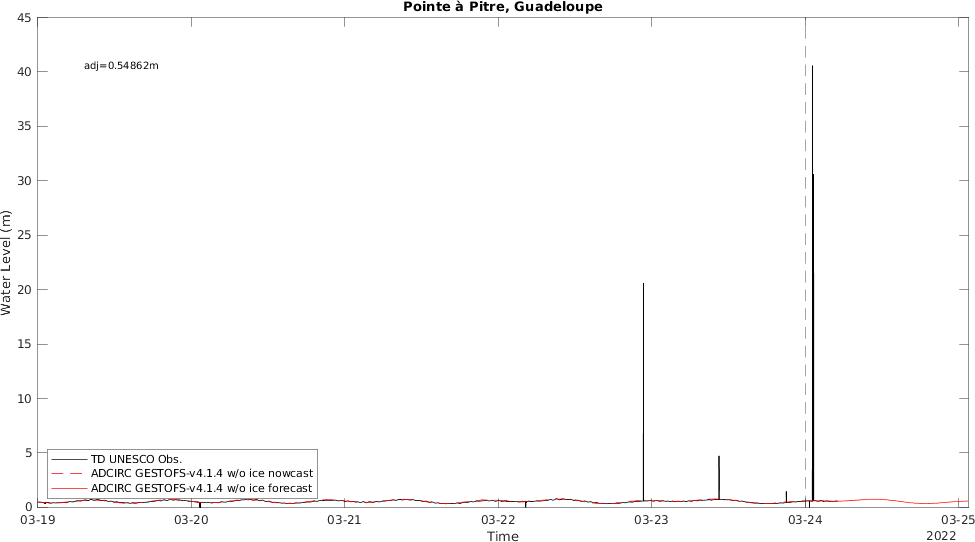 Pointe à Pitre, Guadeloupe
45
40
35
30
25
20
15
10
5
0
Water Level (m)
adj=0.54862m
TD UNESCO Obs.
ADCIRC GESTOFS-v4.1.4 w/o ice nowcast
ADCIRC GESTOFS-v4.1.4 w/o ice forecast
03-19 03-20 03-21 03-22 03-23 03-24 03-25
Time
2022